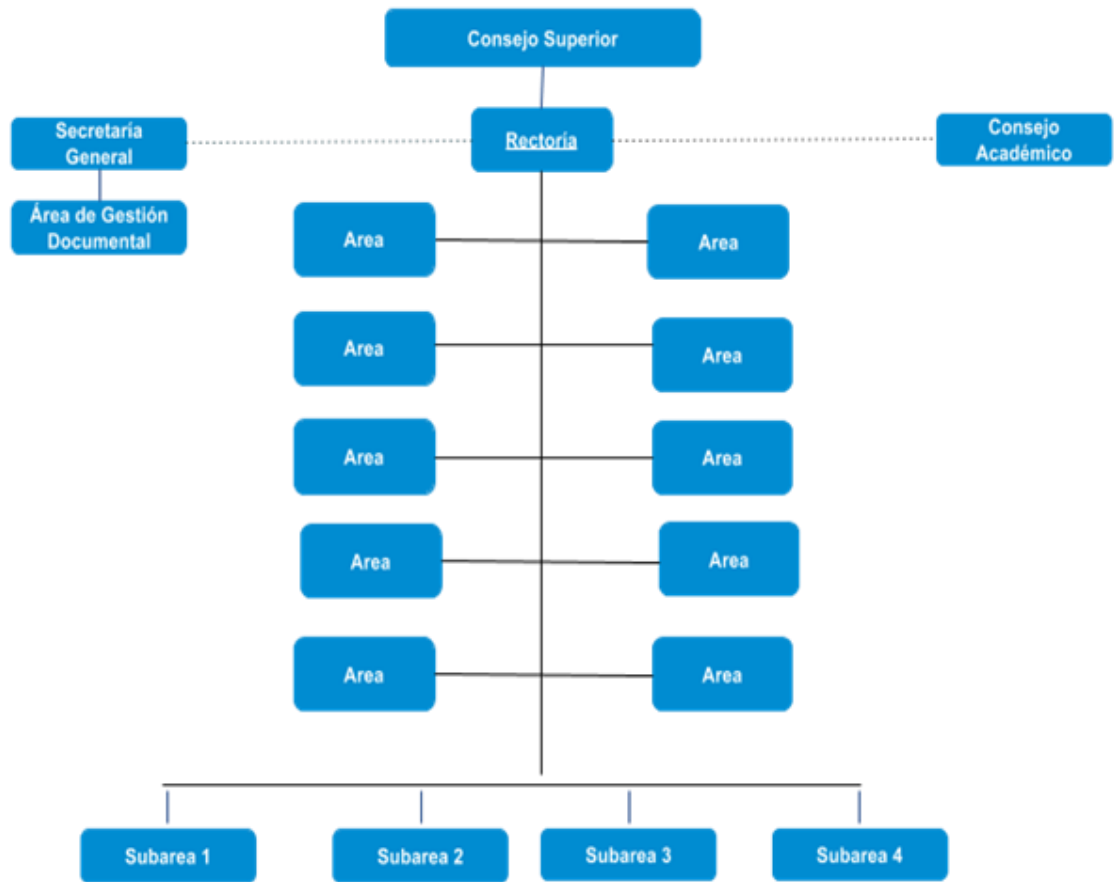 Consejo Superior
Secretaría
General
Rectoría
Consejo
Académico
Área de Gestión
Documental
Area
Area
Area
Area
Area
Area
Area
Area
Area
Area
Subarea 1
Subarea 2
Subarea 3
Subarea 4